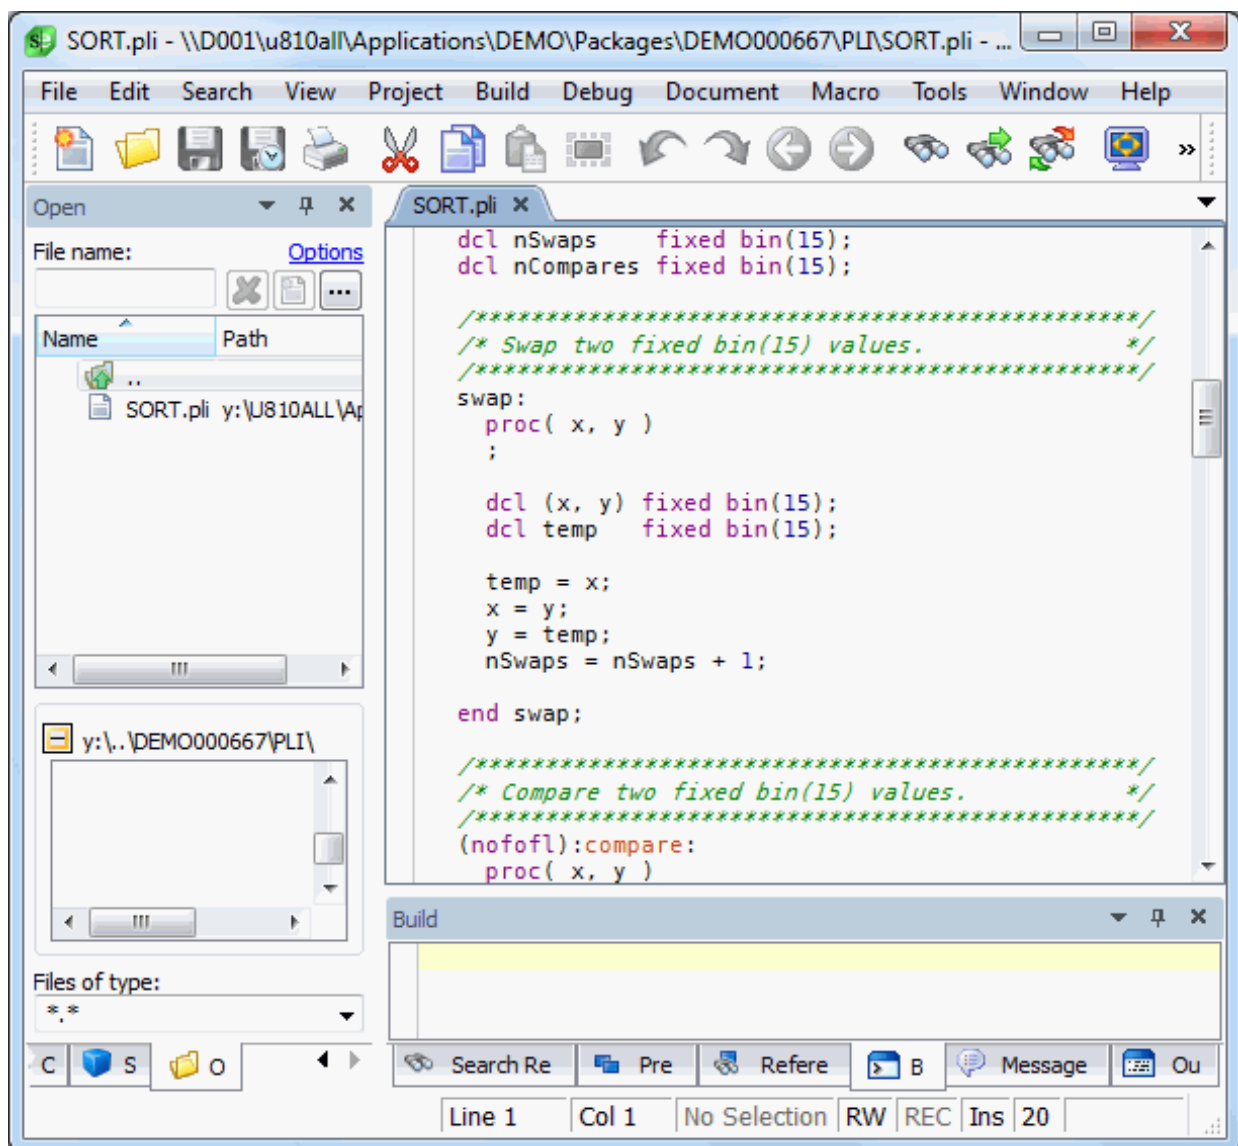 SORT.pli - \\D001\u810all\Applications\DEMO\Packages\DEMO000667\PLI\SORT.pli - ...
File Edit Search View Project Build Debug Document Macro Tools Window Help
Open
File name: Options
Name Path
..
SORT.pli y:\U810ALL\Ap
y:\..\DEMO000667\PLI\
Files of type:
*.*
C S O
SORT.pli
dcl nSwaps    fixed bin(15);
dcl nCompares fixed bin(15);
/***********************************************/
/* Swap two fixed bin(15) values.              */
/***********************************************/
swap:
proc( x, y )
;
dcl (x, y) fixed bin(15);
dcl temp   fixed bin(15);
temp = x;
x = y;
y = temp;
nSwaps = nSwaps + 1;
end swap;
/***********************************************/
/* Compare two fixed bin(15) values.           */
/***********************************************/
(nofofl):compare:
proc( x, y )
Build
Search Re Pre Refere B Message Ou
Line 1 Col 1 No Selection RW REC Ins 20